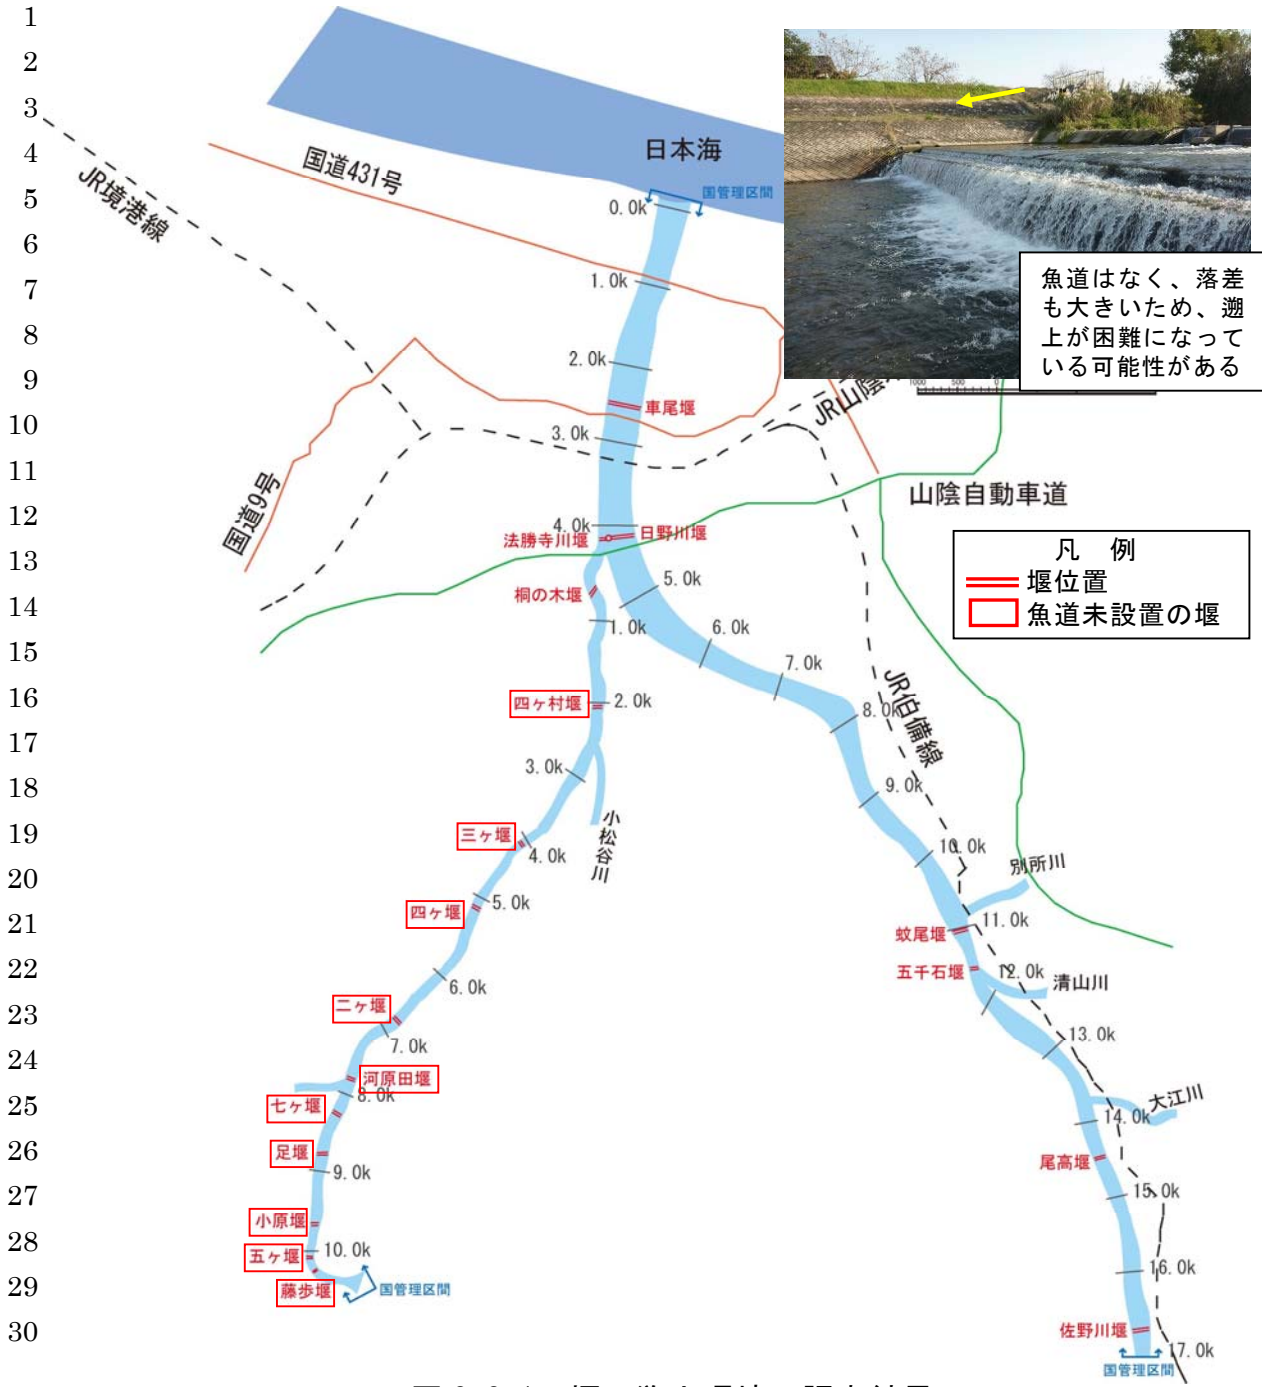 1
2
3
4
5
6
7
8
9
10
11
12
13
14
15
16
17
18
19
20
21
22
23
24
25
26
27
28
29
30
日本海
国道431号
JR境港線
国管理区間
0.0k
1.0k
2.0k
車尾堰
3.0k
国道9号
JR山陰
1000
500
0
魚道はなく、落差
も大きいため、遡
上が困難になって
いる可能性がある
山陰自動車道
4.0k
法勝寺川堰
日野川堰
凡 例
堰位置
魚道未設置の堰
桐の木堰
5.0k
1.0k
6.0k
7.0k
四ヶ村堰
2.0k
8.0k
JR伯備線
3.0k
9.0k
小松谷川
三ヶ堰
4.0k
10.0k
別所川
四ヶ堰
5.0k
11.0k
蚊尾堰
五千石堰
12.0k
清山川
6.0k
二ヶ堰
7.0k
13.0k
河原田堰
8.0k
七ヶ堰
14.0k
大江川
足堰
9.0k
尾高堰
15.0k
小原堰
五ヶ堰
10.0k
16.0k
藤歩堰
国管理区間
佐野川堰
17.0k
国管理区間